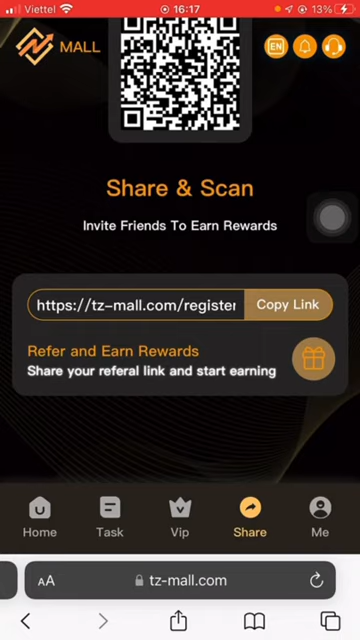 Viettel 16:17 13%
MALL EN
Share & Scan
Invite Friends To Earn Rewards
https://tz-mall.com/register Copy Link
Refer and Earn Rewards
Share your referal link and start earning
Home Task Vip Share Me
AA tz-mall.com